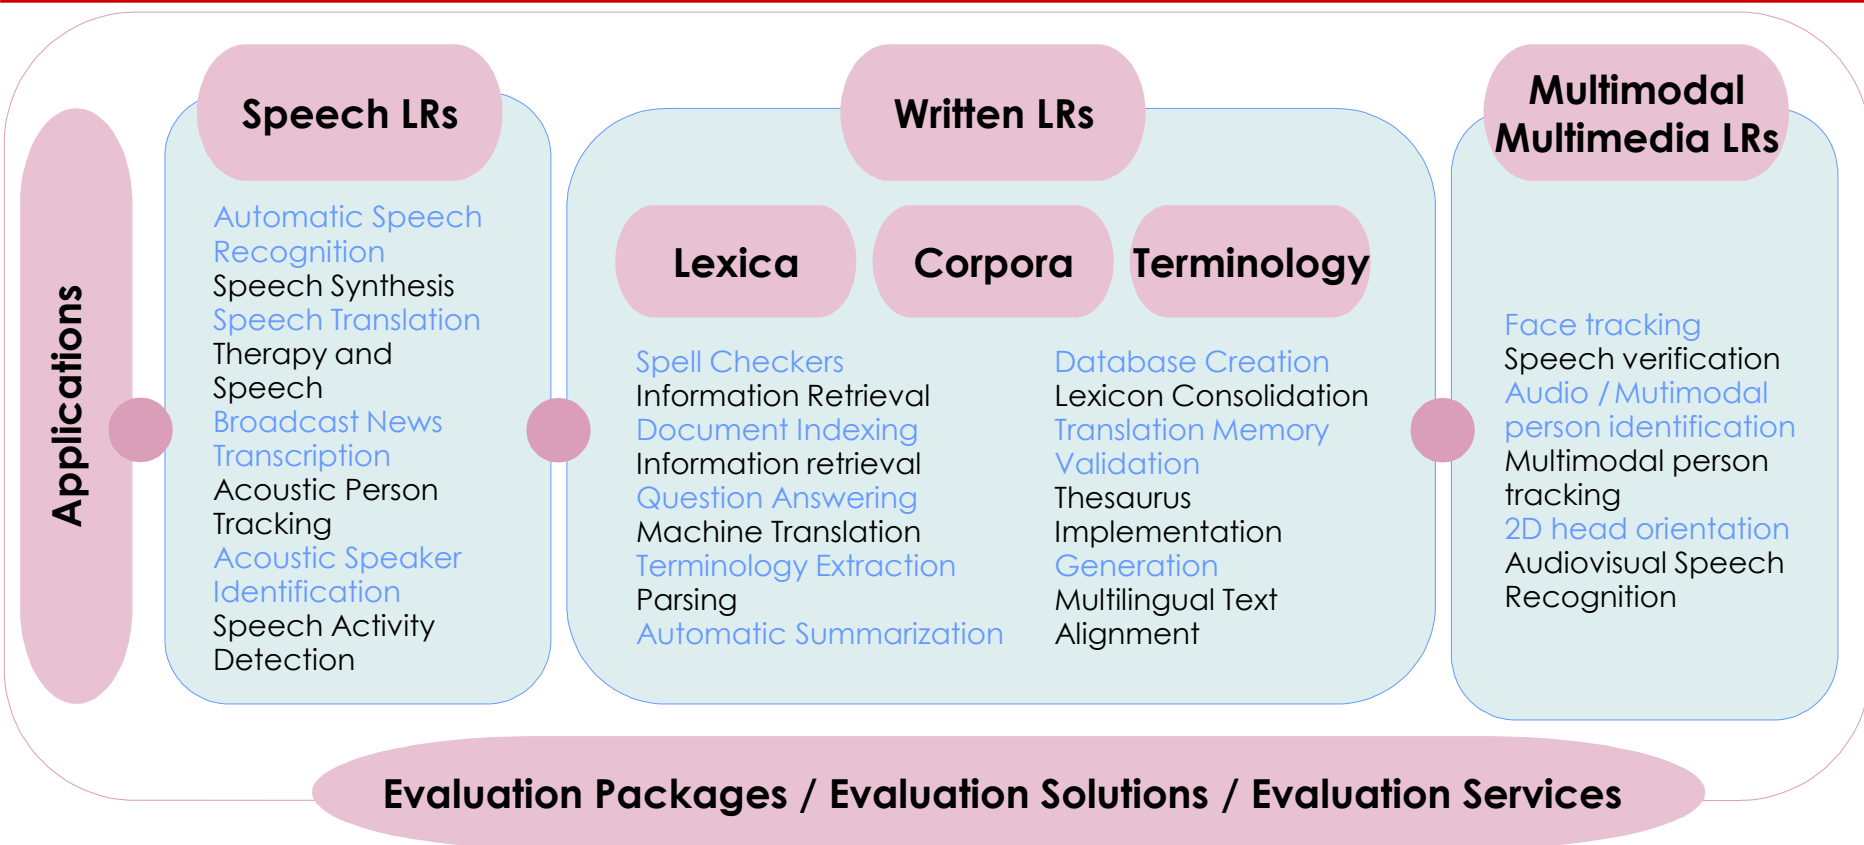 Applications
Speech LRs
Automatic Speech
Recognition
Speech Synthesis
Speech Translation
Therapy and
Speech
Broadcast News
Transcription
Acoustic Person
Tracking
Acoustic Speaker
Identification
Speech Activity
Detection
Written LRs
Lexica
Corpora
Terminology
Spell Checkers
Information Retrieval
Document Indexing
Information retrieval
Question Answering
Machine Translation
Terminology Extraction
Parsing
Automatic Summarization
Database Creation
Lexicon Consolidation
Translation Memory
Validation
Thesaurus
Implementation
Generation
Multilingual Text
Alignment
Multimodal
Multimedia LRs
Face tracking
Speech verification
Audio / Mutimodal
person identification
Multimodal person
tracking
2D head orientation
Audiovisual Speech
Recognition
Evaluation Packages / Evaluation Solutions / Evaluation Services